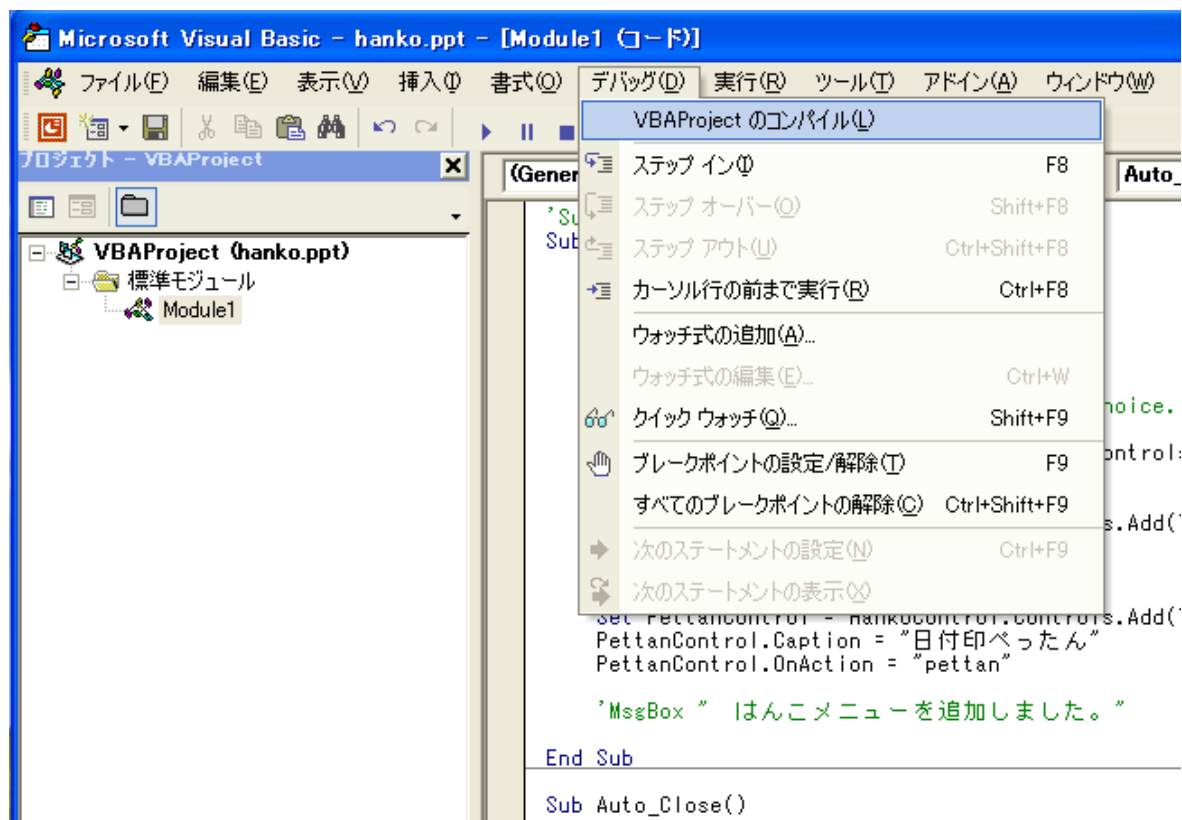 Microsoft Visual Basic - hanko.ppt - [Module1 (コード)]
ファイル(F) 編集(E) 表示(V) 挿入(I) 書式(O) デバッグ(D) 実行(R) ツール(T) アドイン(A) ウィンドウ(W)
プロジェクト - VBAProject
VBAProject (hanko.ppt)
標準モジュール
Module1
VBAProject のコンパイル(L)
ステップ イン(I) F8
ステップ オーバー(O) Shift+F8
ステップ アウト(U) Ctrl+Shift+F8
カーソル行の前まで実行(R) Ctrl+F8
ウォッチ式の追加(A)...
ウォッチ式の編集(E)... Ctrl+W
クイック ウォッチ(Q)... Shift+F9
ブレークポイントの設定/解除(T) F9
すべてのブレークポイントの解除(C) Ctrl+Shift+F9
次のステートメントの設定(N) Ctrl+F9
次のステートメントの表示(X)
(Gener
Auto_
'Su
Sub
hoice.
s.Add(
Set PettanControl = HankoControl.Controls.Add(
PettanControl.Caption = "日付印ぺったん"
PettanControl.OnAction = "pettan"
'MsgBox " はんこメニューを追加しました。"
End Sub
Sub Auto_Close()